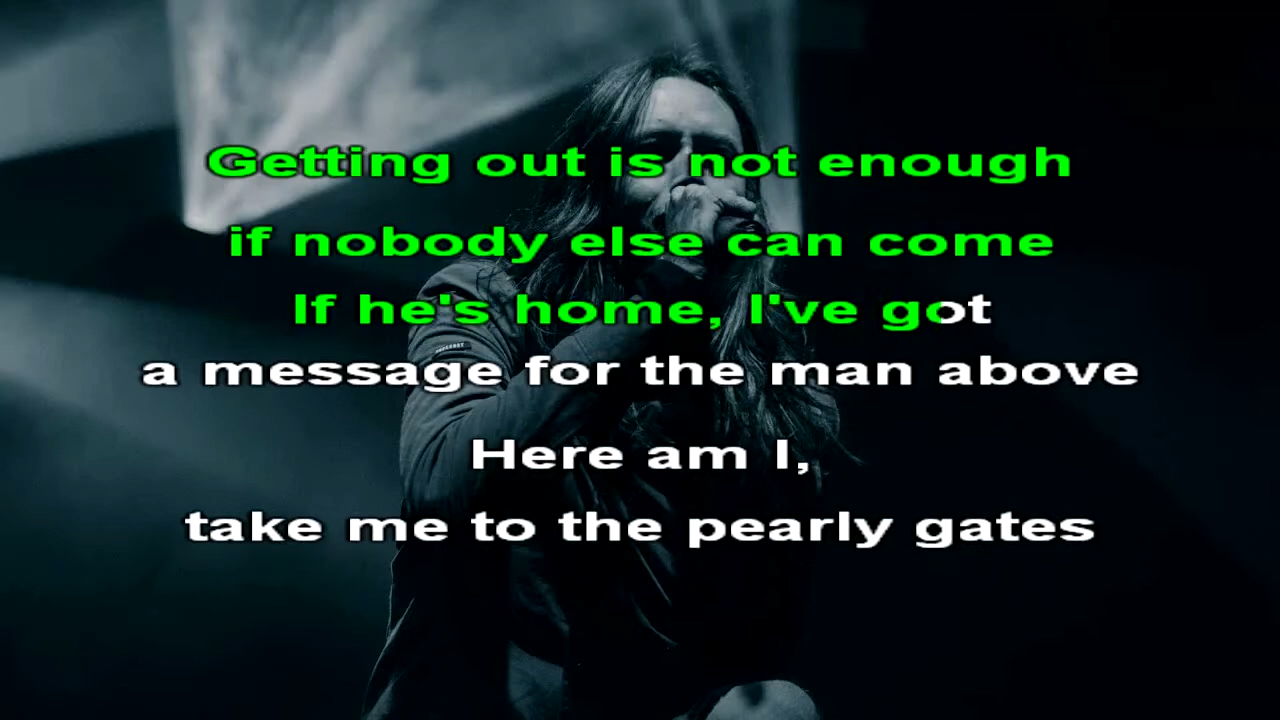 Getting out is not enough
if nobody else can come
If he's home, I've got
a message for the man above
Here am I,
take me to the pearly gates